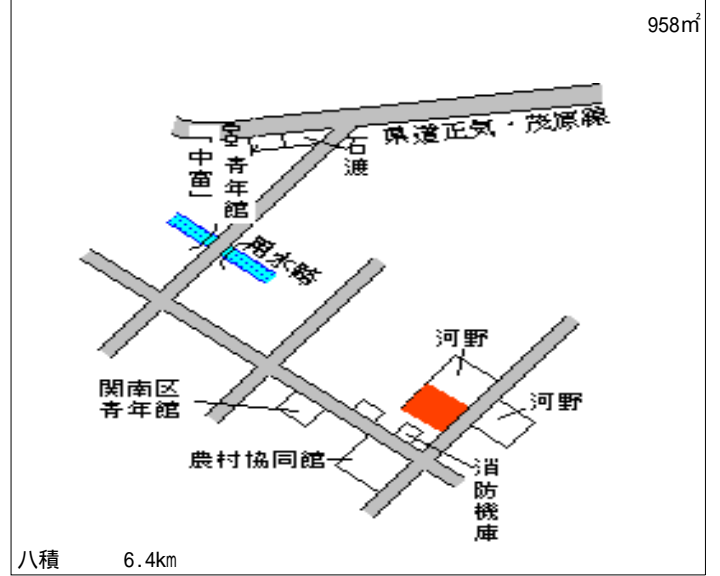 958㎡
県道正気・茂原線
石渡
宮青年館
「中富」
用水路
河野
河野
関南区
青年館
農村協同館
消防機庫
八積 6.4km